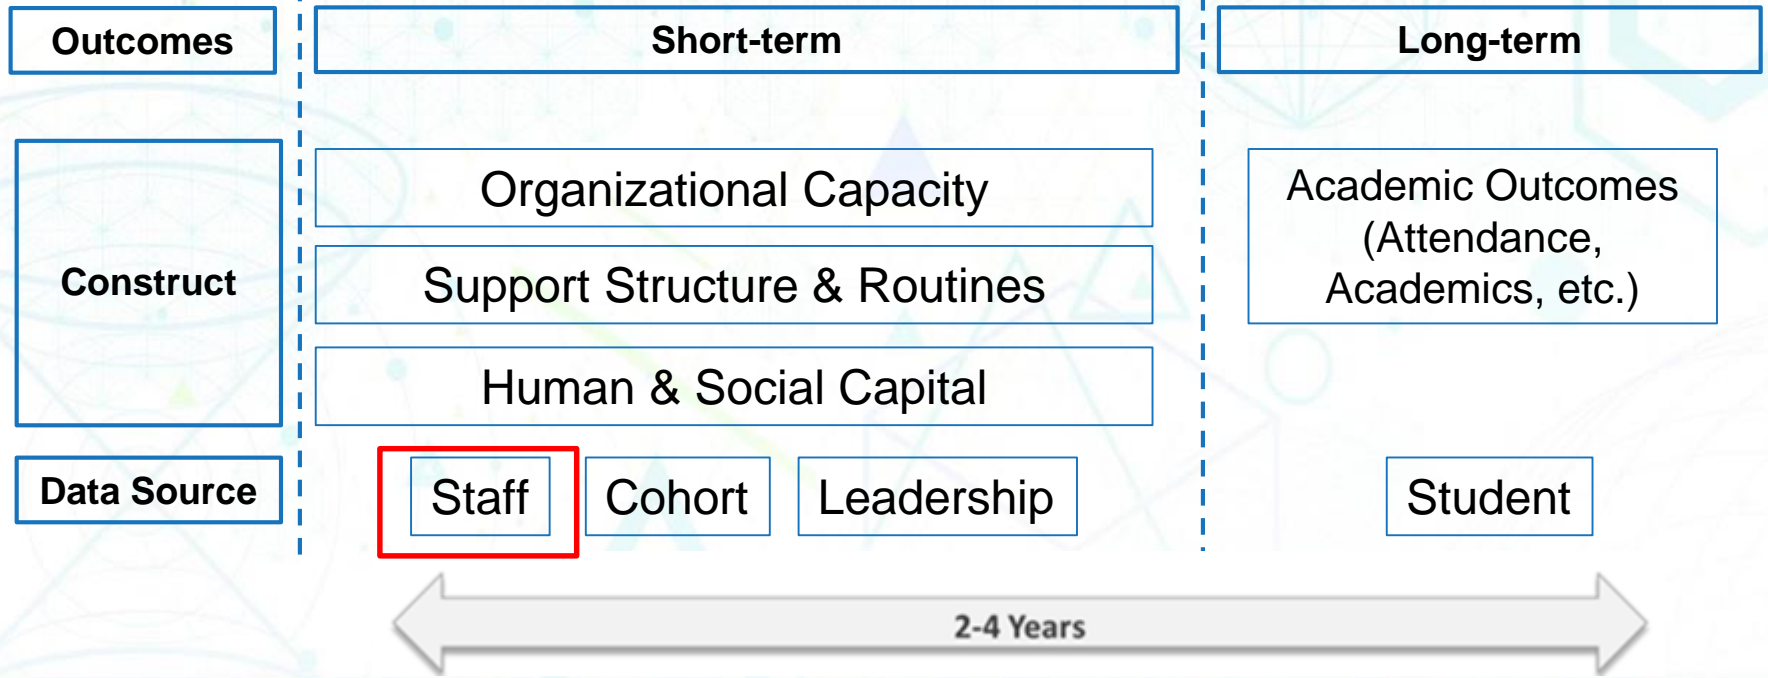 Outcomes
Short-term
Long-term
Construct
Organizational Capacity
Support Structure & Routines
Human & Social Capital
Academic Outcomes
(Attendance,
Academics, etc.)
Data Source
Staff
Cohort
Leadership
Student
2-4 Years